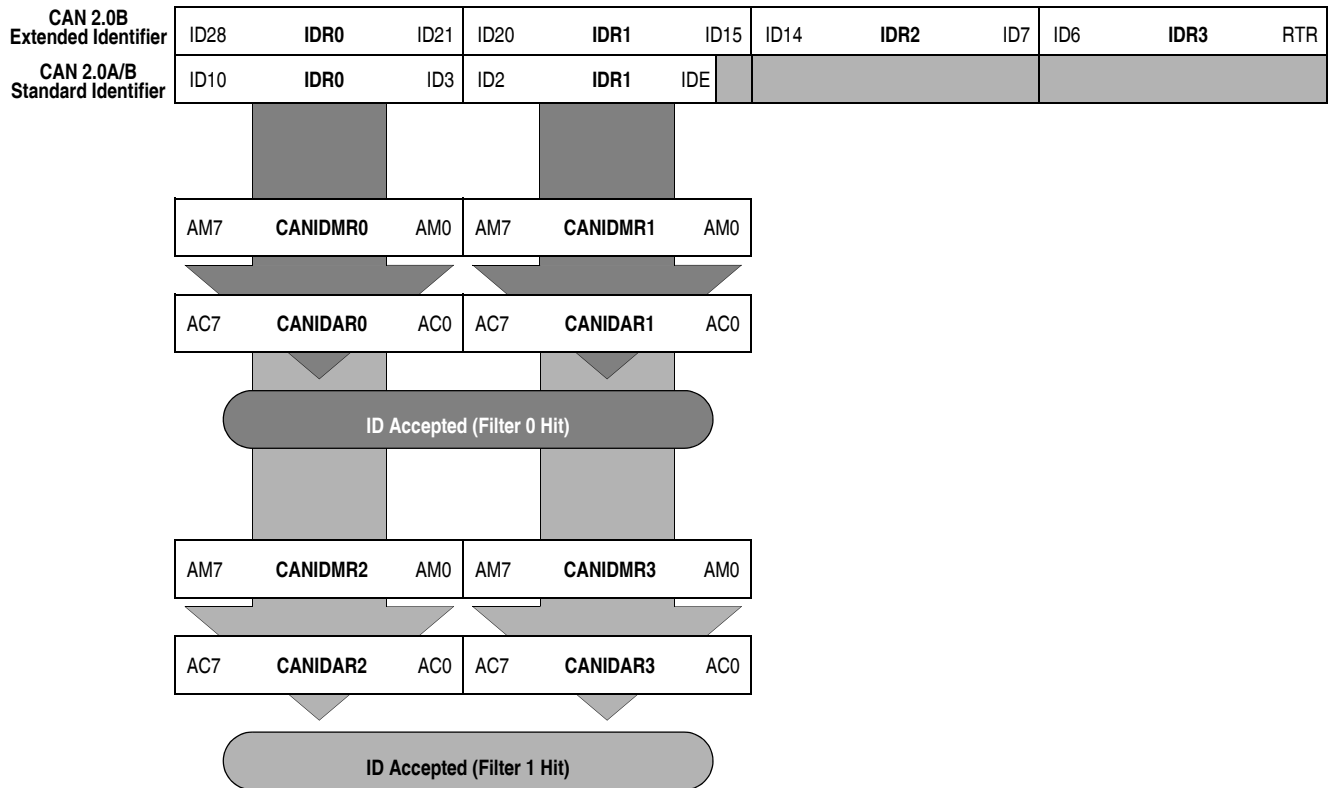 CAN 2.0B
Extended Identifier
ID28 IDR0 ID21 ID20 IDR1 ID15 ID14 IDR2 ID7 ID6 IDR3 RTR
CAN 2.0A/B
Standard Identifier
ID10 IDR0 ID3 ID2 IDR1 IDE
AM7 CANIDMR0 AM0 AM7 CANIDMR1 AM0
AC7 CANIDAR0 AC0 AC7 CANIDAR1 AC0
ID Accepted (Filter 0 Hit)
AM7 CANIDMR2 AM0 AM7 CANIDMR3 AM0
AC7 CANIDAR2 AC0 AC7 CANIDAR3 AC0
ID Accepted (Filter 1 Hit)